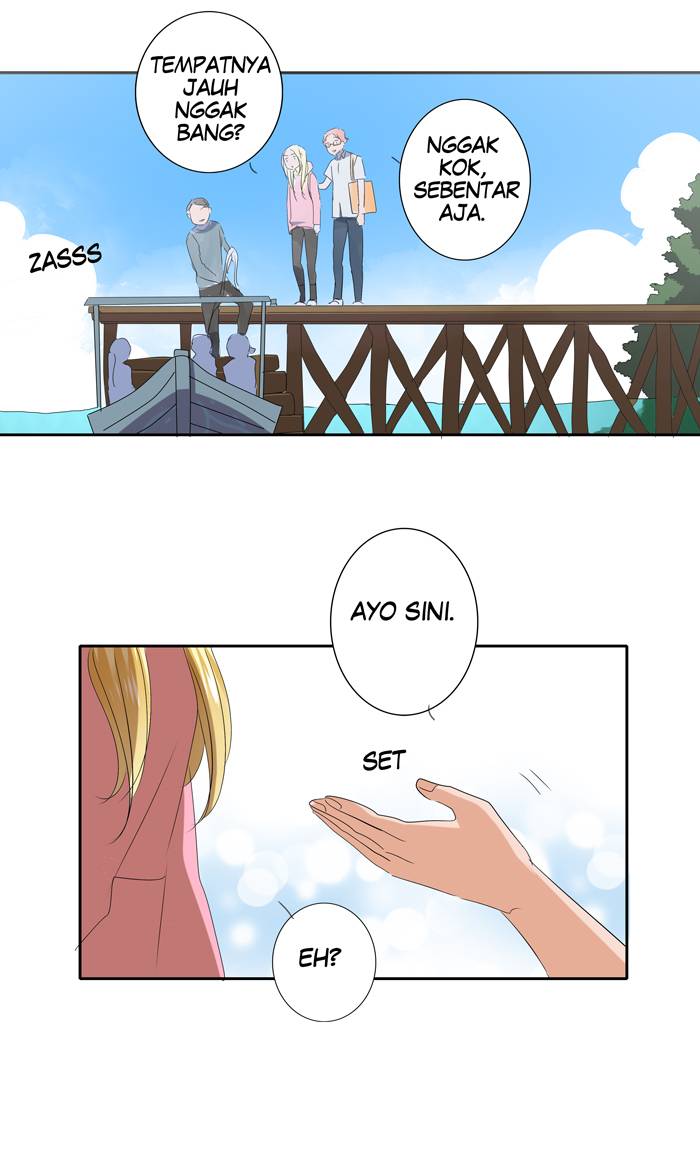 TEMPATNYA
JAUH
NGGAK
BANG?
NGGAK
KOK,
SEBENTAR
AJA.
ZASSS
AYO SINI.
SET
EH?